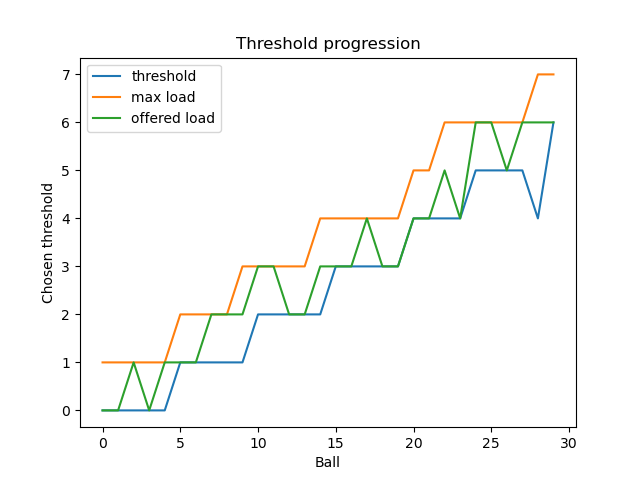 Threshold progression
threshold
max load
offered load
Chosen threshold
7
6
5
4
3
2
1
0
0 5 10 15 20 25 30
Ball